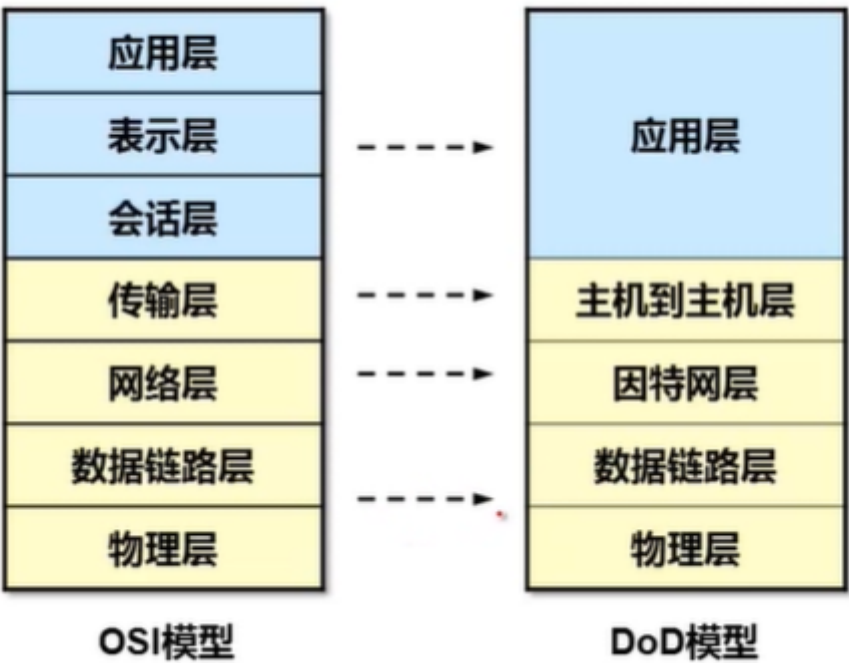 应用层
表示层
会话层
传输层
网络层
数据链路层
物理层
OSI模型
应用层
主机到主机层
因特网层
数据链路层
物理层
DoD模型